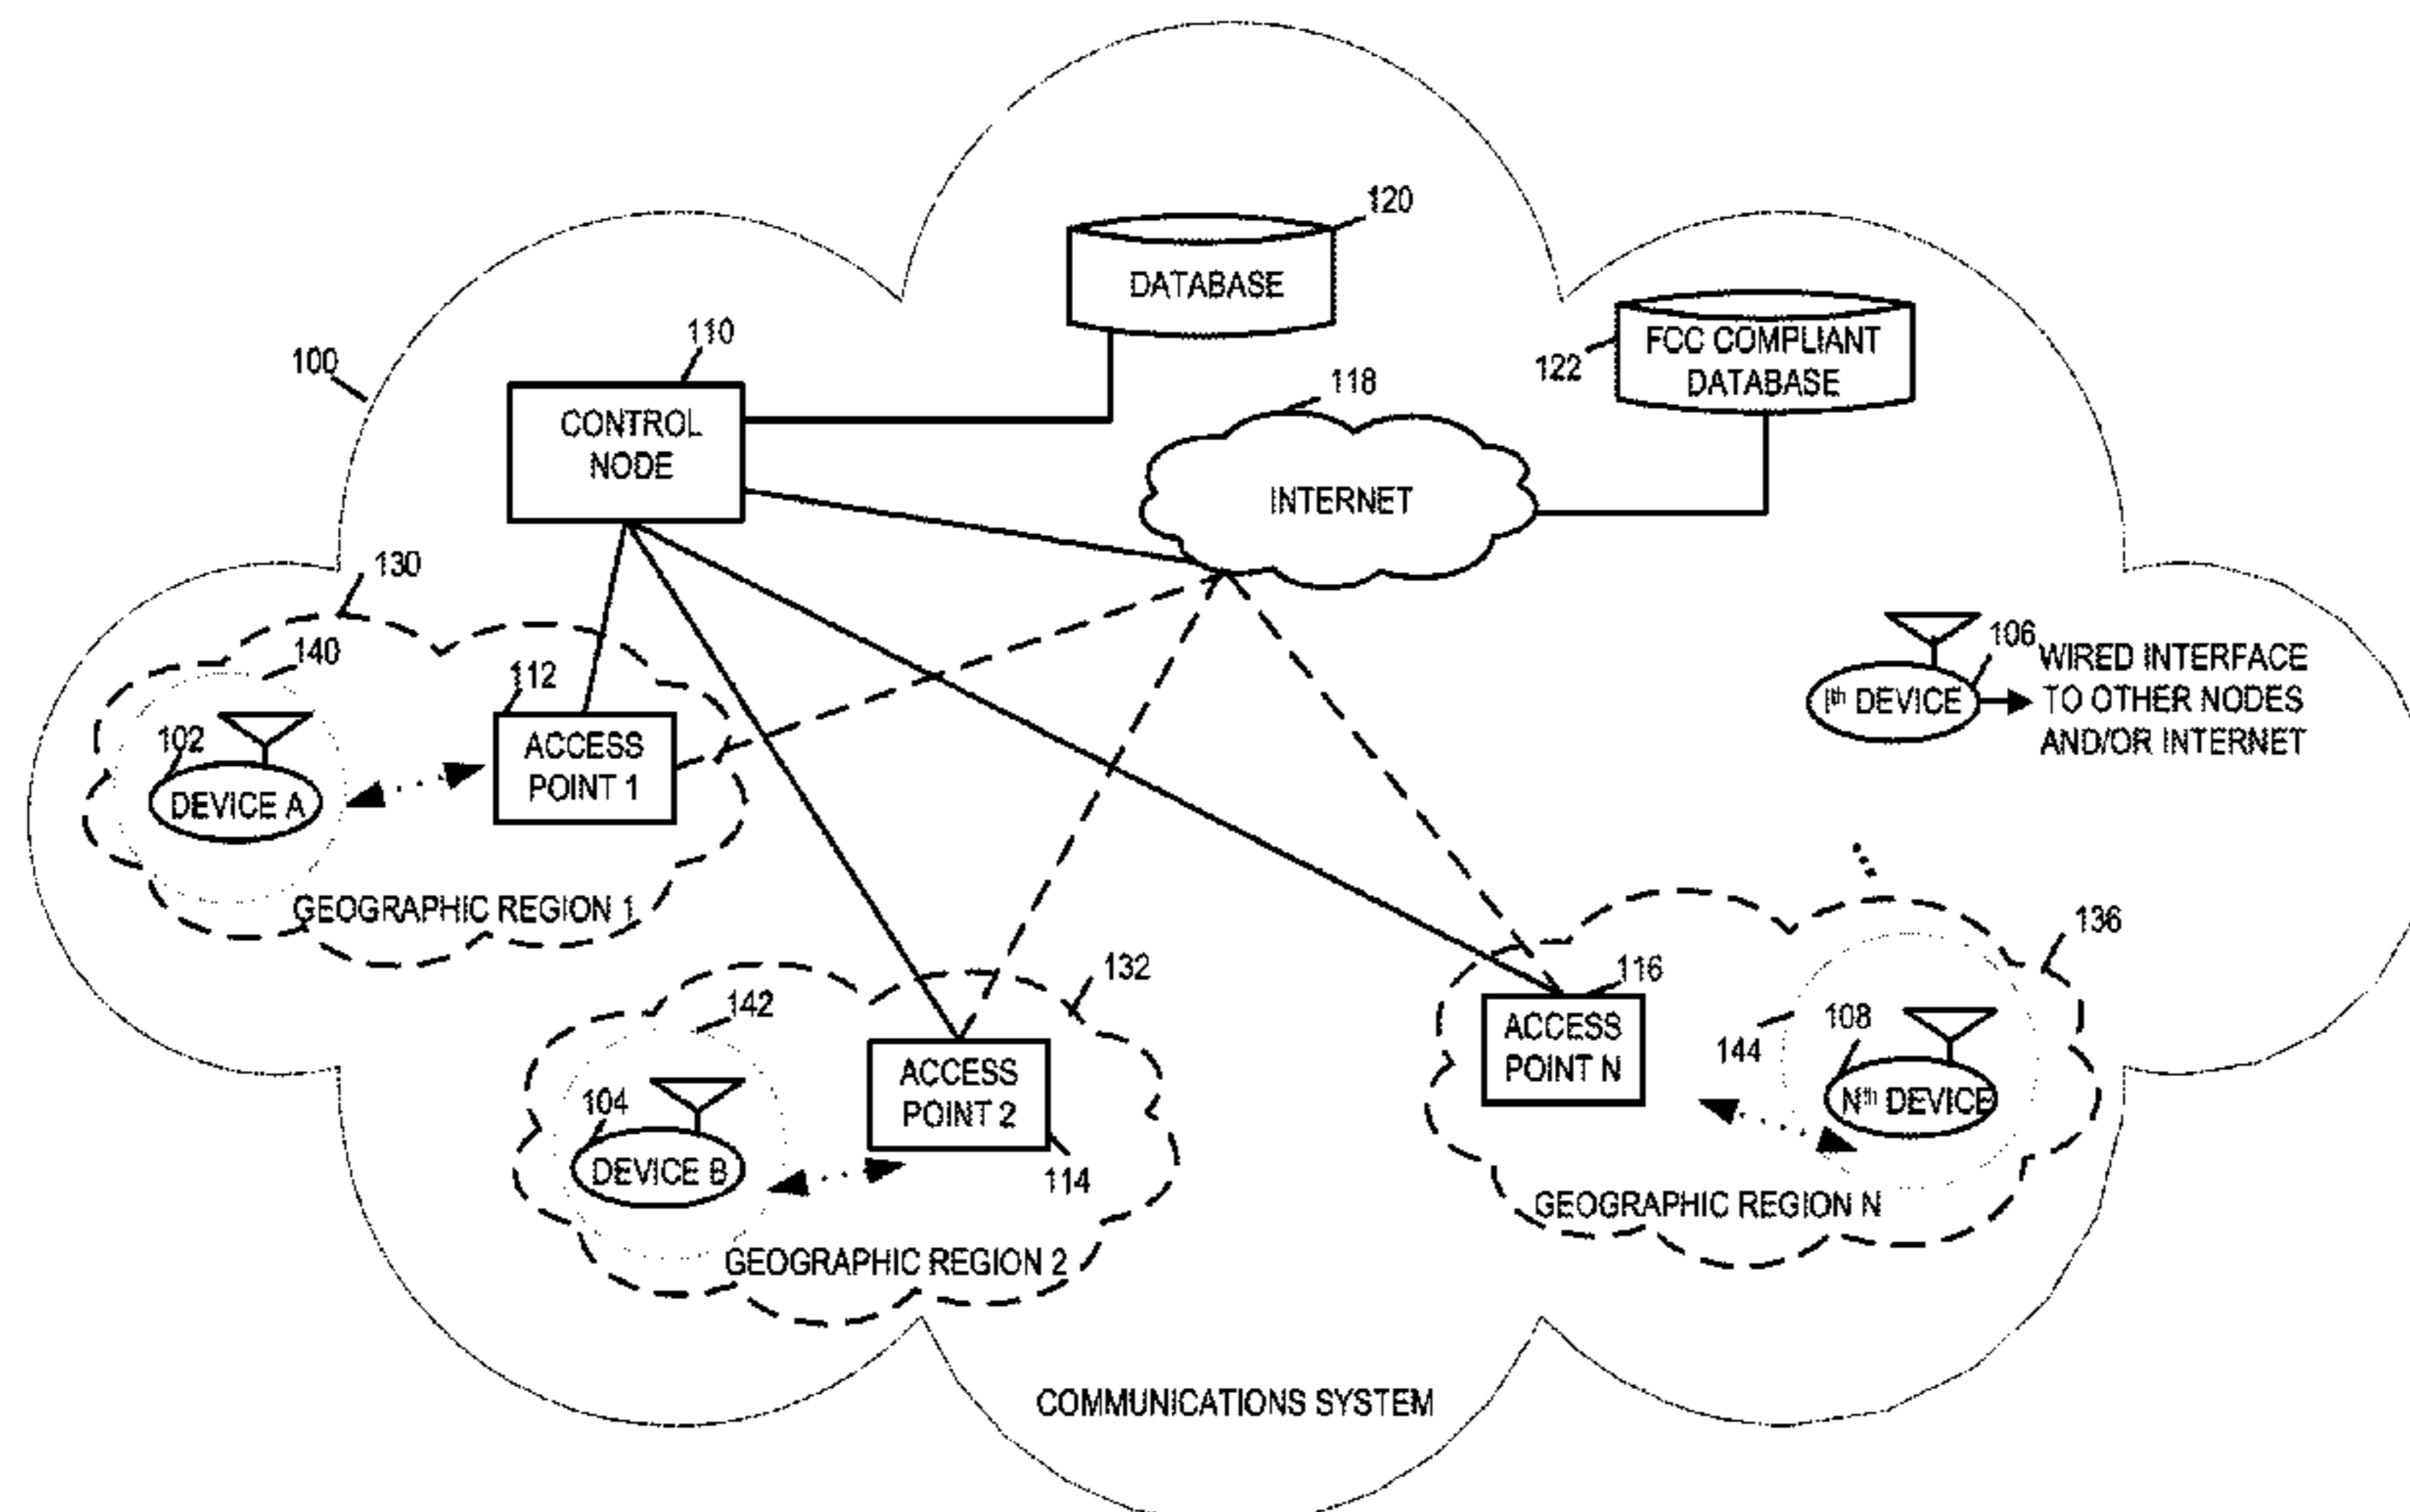 120
DATABASE
110
100
CONTROL
NODE
118
INTERNET
122
FCC COMPLIANT
DATABASE
130
140
112
102
DEVICE A
ACCESS
POINT 1
GEOGRAPHIC REGION 1
106
Ith DEVICE
WIRED INTERFACE
TO OTHER NODES
AND/OR INTERNET
132
142
104
DEVICE B
ACCESS
POINT 2
114
GEOGRAPHIC REGION 2
136
116
ACCESS
POINT N
144
108
Nth DEVICE
GEOGRAPHIC REGION N
COMMUNICATIONS SYSTEM